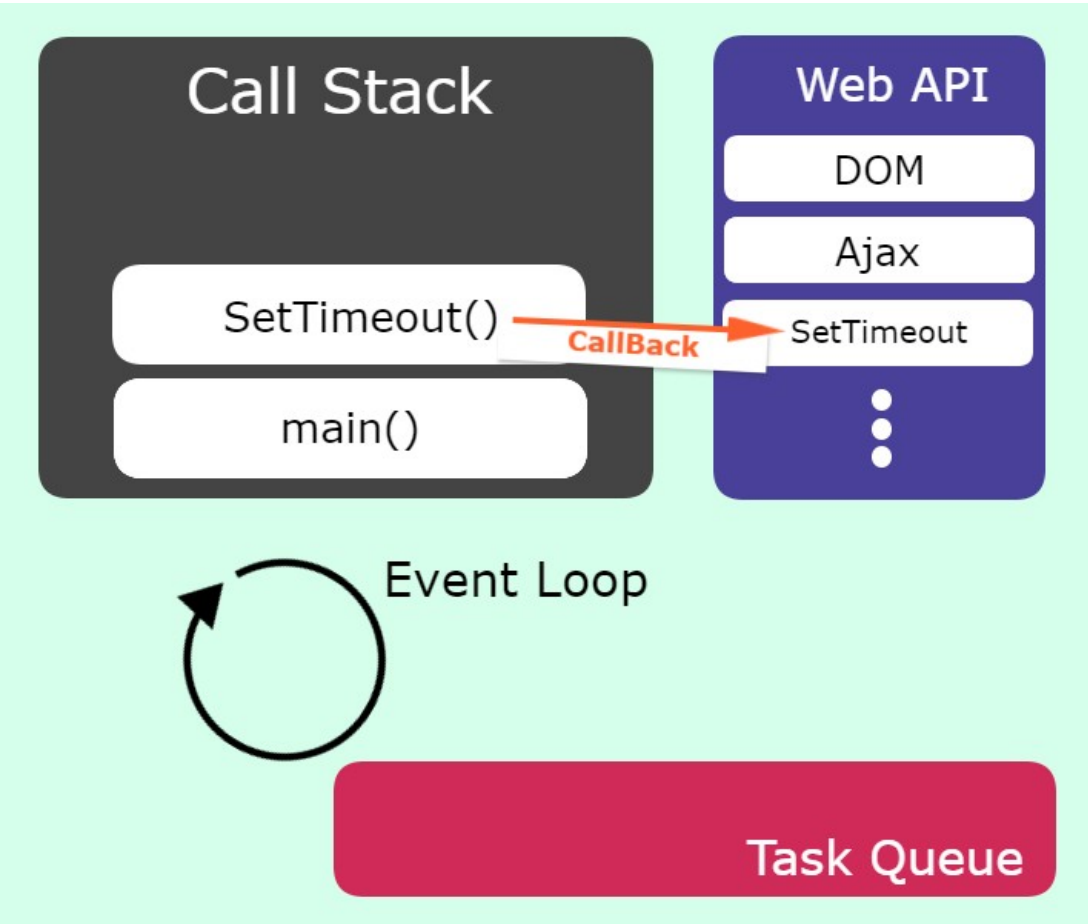 Call Stack
SetTimeout()
CallBack
main()
Web API
DOM
Ajax
SetTimeout
Event Loop
Task Queue